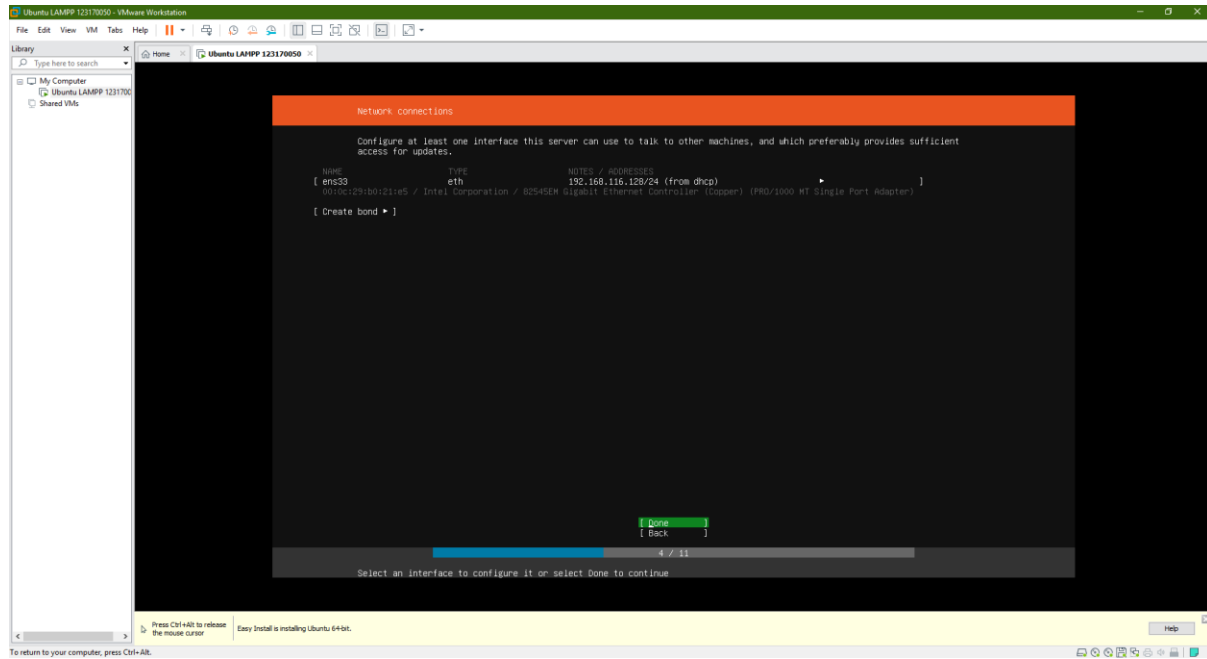 Ubuntu LAMPP 123170050 - VMware Workstation
File Edit View VM Tabs Help
Library
Home
Ubuntu LAMPP 123170050
Type here to search
My Computer
Ubuntu LAMPP 1231700
Shared VMs
Network connections
Configure at least one interface this server can use to talk to other machines, and which preferably provides sufficient
access for updates.
NAME TYPE NOTES / ADDRESSES
[ ens33 eth 192.168.116.128/24 (from dhcp) ▸ ]
00:0c:29:b0:21:e5 / Intel Corporation / 82545EM Gigabit Ethernet Controller (Copper) (PRO/1000 MT Single Port Adapter)
[ Create bond ▸ ]
[ Done ]
[ Back ]
4 / 11
Select an interface to configure it or select Done to continue
Press Ctrl+Alt to release
the mouse cursor
Easy Install is installing Ubuntu 64-bit.
Help
To return to your computer, press Ctrl+Alt.